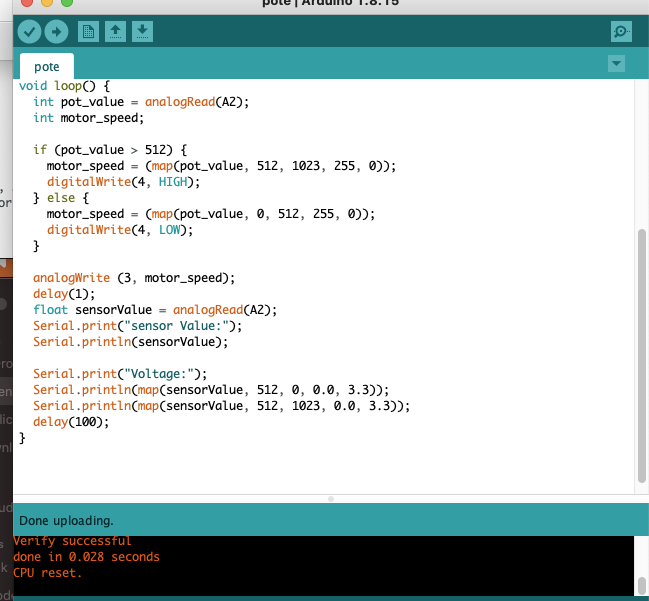 pote | Arduino 1.8.15
pote
void loop() {
  int pot_value = analogRead(A2);
  int motor_speed;
  if (pot_value > 512) {
    motor_speed = (map(pot_value, 512, 1023, 255, 0));
    digitalWrite(4, HIGH);
  } else {
    motor_speed = (map(pot_value, 0, 512, 255, 0));
    digitalWrite(4, LOW);
  }
  analogWrite (3, motor_speed);
  delay(1);
  float sensorValue = analogRead(A2);
  Serial.print("sensor Value:");
  Serial.println(sensorValue);
  Serial.print("Voltage:");
  Serial.println(map(sensorValue, 512, 0, 0.0, 3.3));
  Serial.println(map(sensorValue, 512, 1023, 0.0, 3.3));
  delay(100);
}
Done uploading.
Verify successful
done in 0.028 seconds
CPU reset.